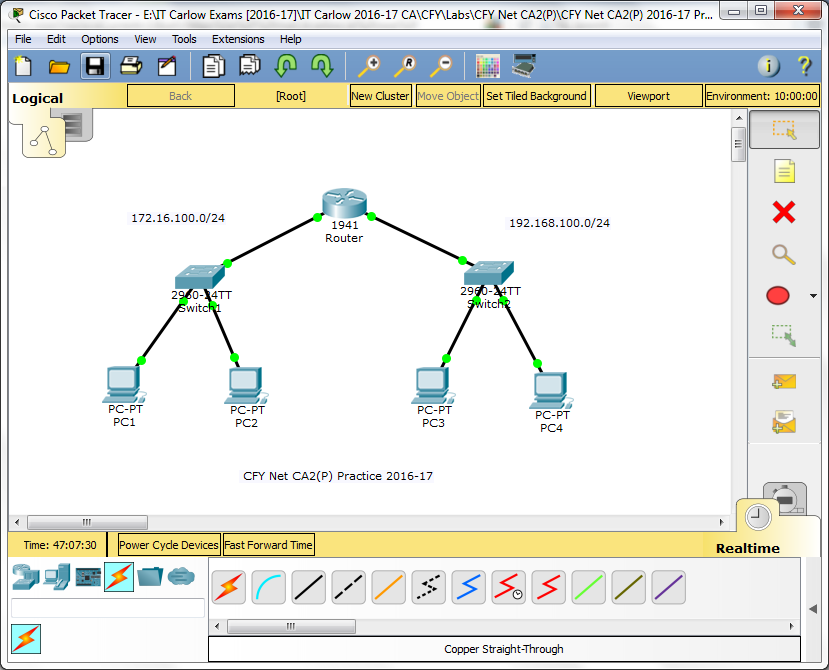 Cisco Packet Tracer - E:\IT Carlow Exams [2016-17]\IT Carlow 2016-17 CA\CFY\Labs\CFY Net CA2(P)\CFY Net CA2(P) 2016-17 Pr...
File Edit Options View Tools Extensions Help
R
i ?
Logical Back [Root] New Cluster Move Object Set Tiled Background Viewport Environment: 10:00:00
172.16.100.0/24
192.168.100.0/24
1941
Router
2960-24TT
Switch1
2960-24TT
Switch2
PC-PT
PC1
PC-PT
PC2
PC-PT
PC3
PC-PT
PC4
CFY Net CA2(P) Practice 2016-17
Time: 47:07:30 Power Cycle Devices Fast Forward Time
Realtime
Copper Straight-Through